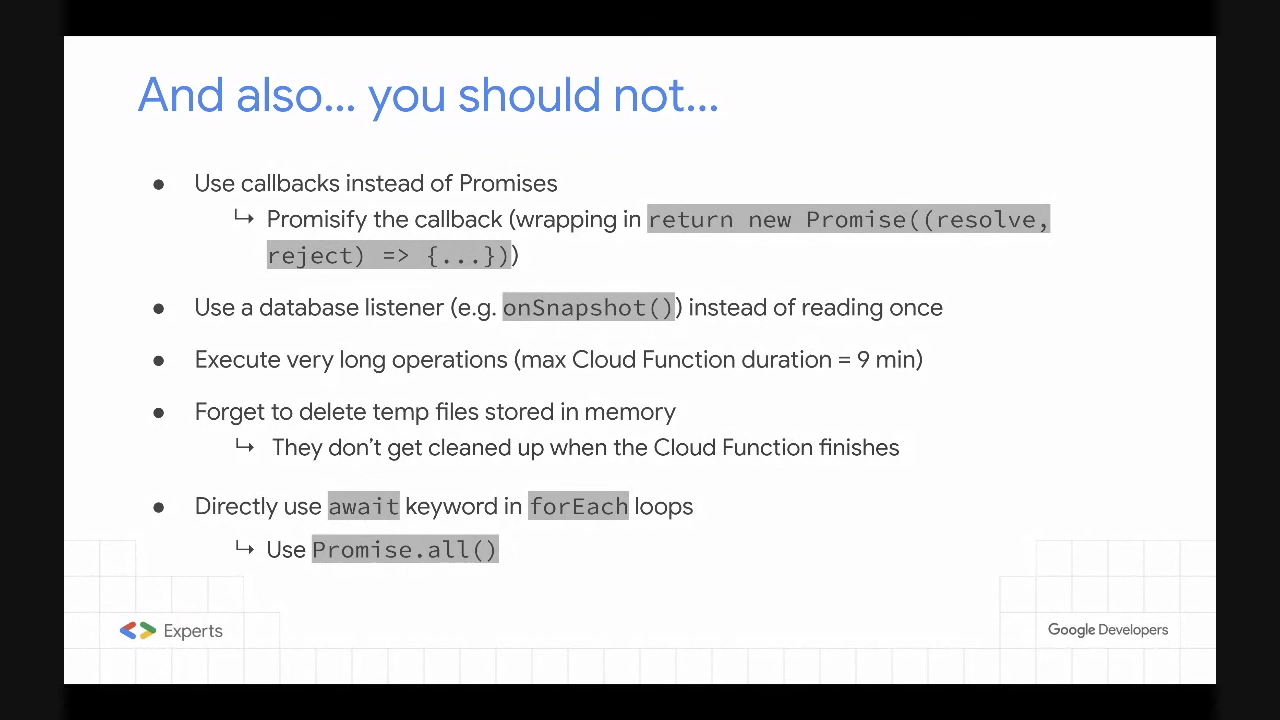 And also... you should not...
● Use callbacks instead of Promises
↳ Promisify the callback (wrapping in return new Promise((resolve,
reject) => {...}))
● Use a database listener (e.g. onSnapshot()) instead of reading once
● Execute very long operations (max Cloud Function duration = 9 min)
● Forget to delete temp files stored in memory
↳ They don’t get cleaned up when the Cloud Function finishes
● Directly use await keyword in forEach loops
↳ Use Promise.all()
Experts
Google Developers